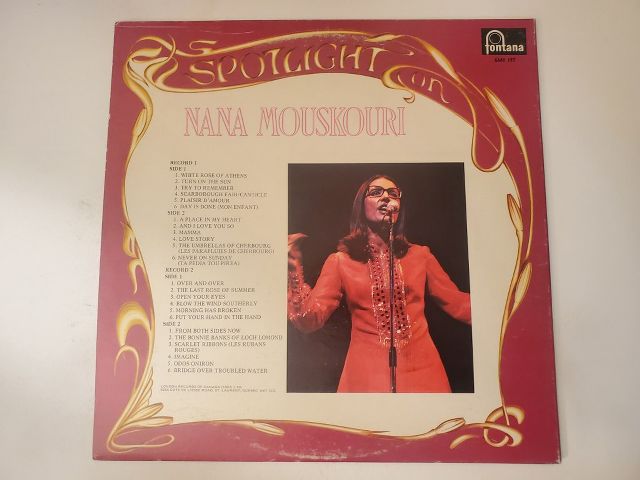 SPOTLIGHT on
fontana
NANA MOUSKOURI
RECORD 1
SIDE 1
1. WHITE ROSE OF ATHENS
2. TURN ON THE SUN
3. TRY TO REMEMBER
4. SCARBOROUGH FAIR/CANTICLE
5. PLAISIR D'AMOUR
6. DAY IS DONE (MON ENFANT)
SIDE 2
1. A PLACE IN MY HEART
2. AND I LOVE YOU SO
3. MAMMA
4. LOVE STORY
5. THE UMBRELLAS OF CHERBOURG
(LES PARAPLUIES DE CHERBOURG)
6. NEVER ON SUNDAY
(TA PEDIA TOU PIREA)
RECORD 2
SIDE 1
1. OVER AND OVER
2. THE LAST ROSE OF SUMMER
3. OPEN YOUR EYES
4. BLOW THE WIND SOUTHERLY
5. MORNING HAS BROKEN
6. PUT YOUR HAND IN THE HAND
SIDE 2
1. FROM BOTH SIDES NOW
2. THE BONNIE BANKS OF LOCH LOMOND
3. SCARLET RIBBONS (LES RUBANS
ROUGES)
4. IMAGINE
5. ODOS ONIRON
6. BRIDGE OVER TROUBLED WATER
LONDON RECORDS OF CANADA